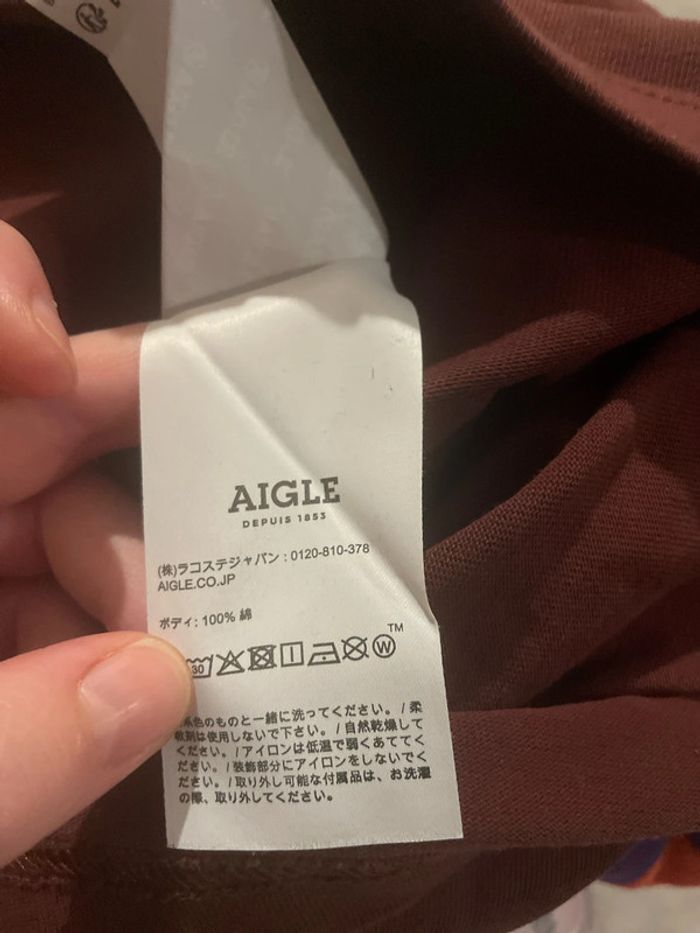 AIGLE
DEPUIS 1853
(株)ラコステジャパン : 0120-810-378
AIGLE.CO.JP
ボディ: 100% 綿
30 W TM
系色のものと一緒に洗ってください。/ 柔
軟剤は使用しないで下さい。/ 自然乾燥して
ください。/ アイロンは低温で弱くあててく
ださい。/ 装飾部分にアイロンをしないでく
ださい。/ 取り外し可能な付属品は、お洗濯
の際、取り外してください。